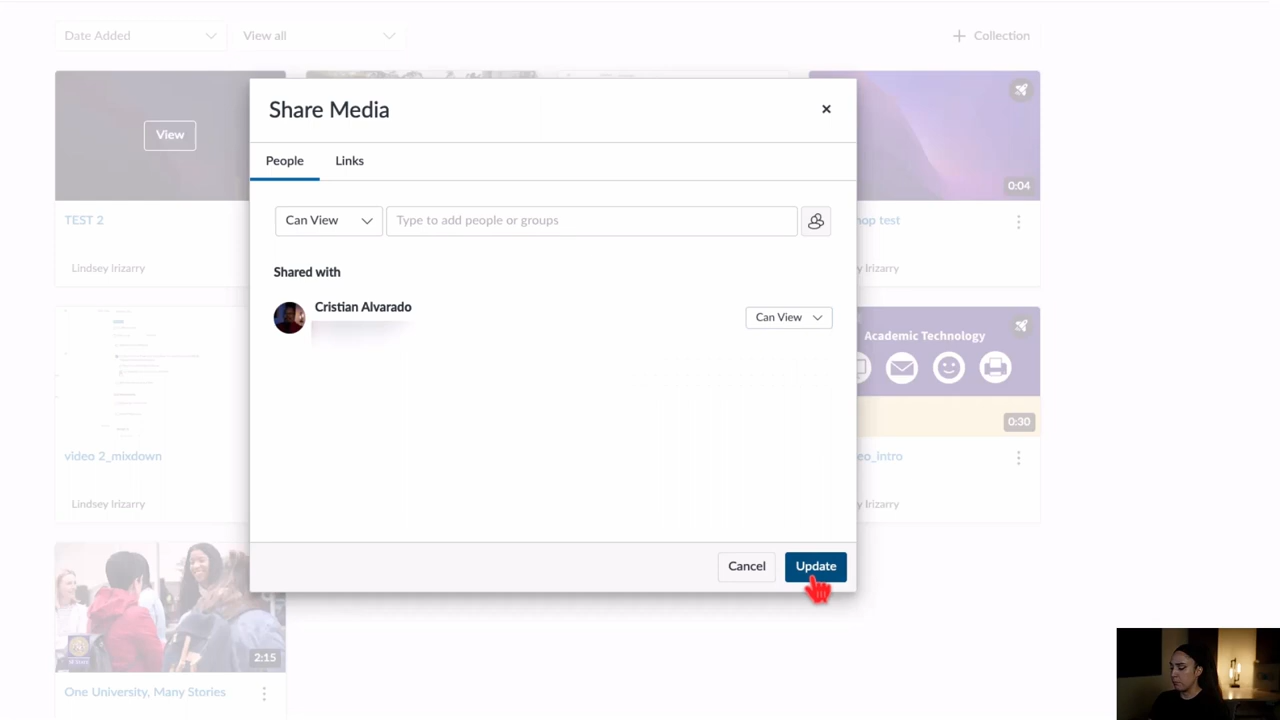 Date Added
View all
Collection
View
0:04
Share Media
People
Links
Can View
Type to add people or groups
Shared with
Cristian Alvarado
Can View
Cancel
Update
TEST 2
Lindsey Irizarry
hop test
y Irizarry
video 2_mixdown
Lindsey Irizarry
Academic Technology
0:30
eo_intro
y Irizarry
2:15
One University, Many Stories